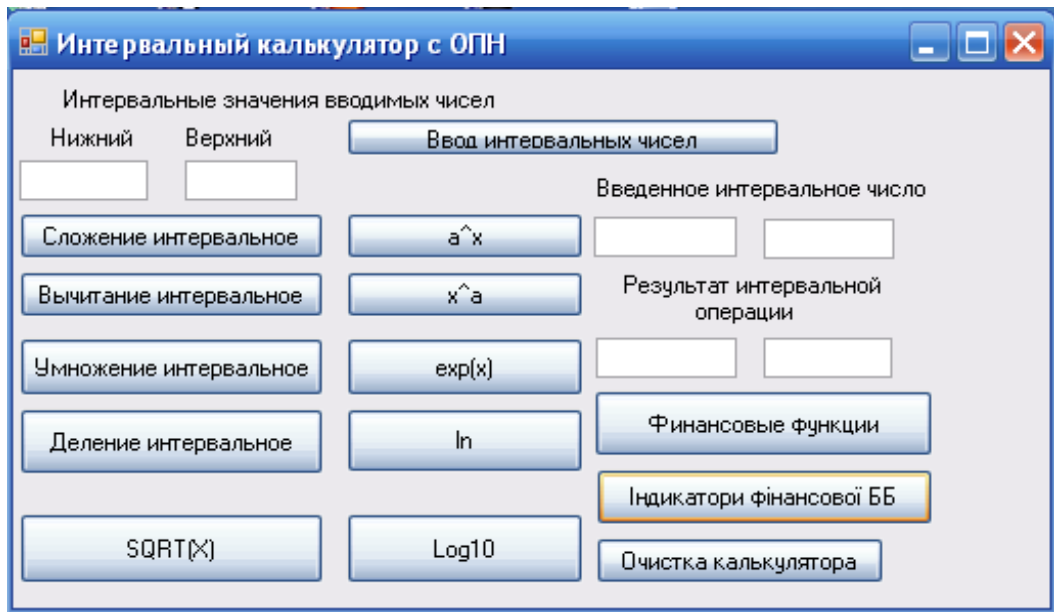 Интервальный калькулятор с ОПН
Интервальные значения вводимых чисел
Нижний Верхний Ввод интервальных чисел
Введенное интервальное число
Сложение интервальное a^x
Вычитание интервальное x^a
Результат интервальной
операции
Умножение интервальное exp(x)
Финансовые функции
Деление интервальное ln
Індикатори фінансової ББ
SQRT(X) Log10
Очистка калькулятора